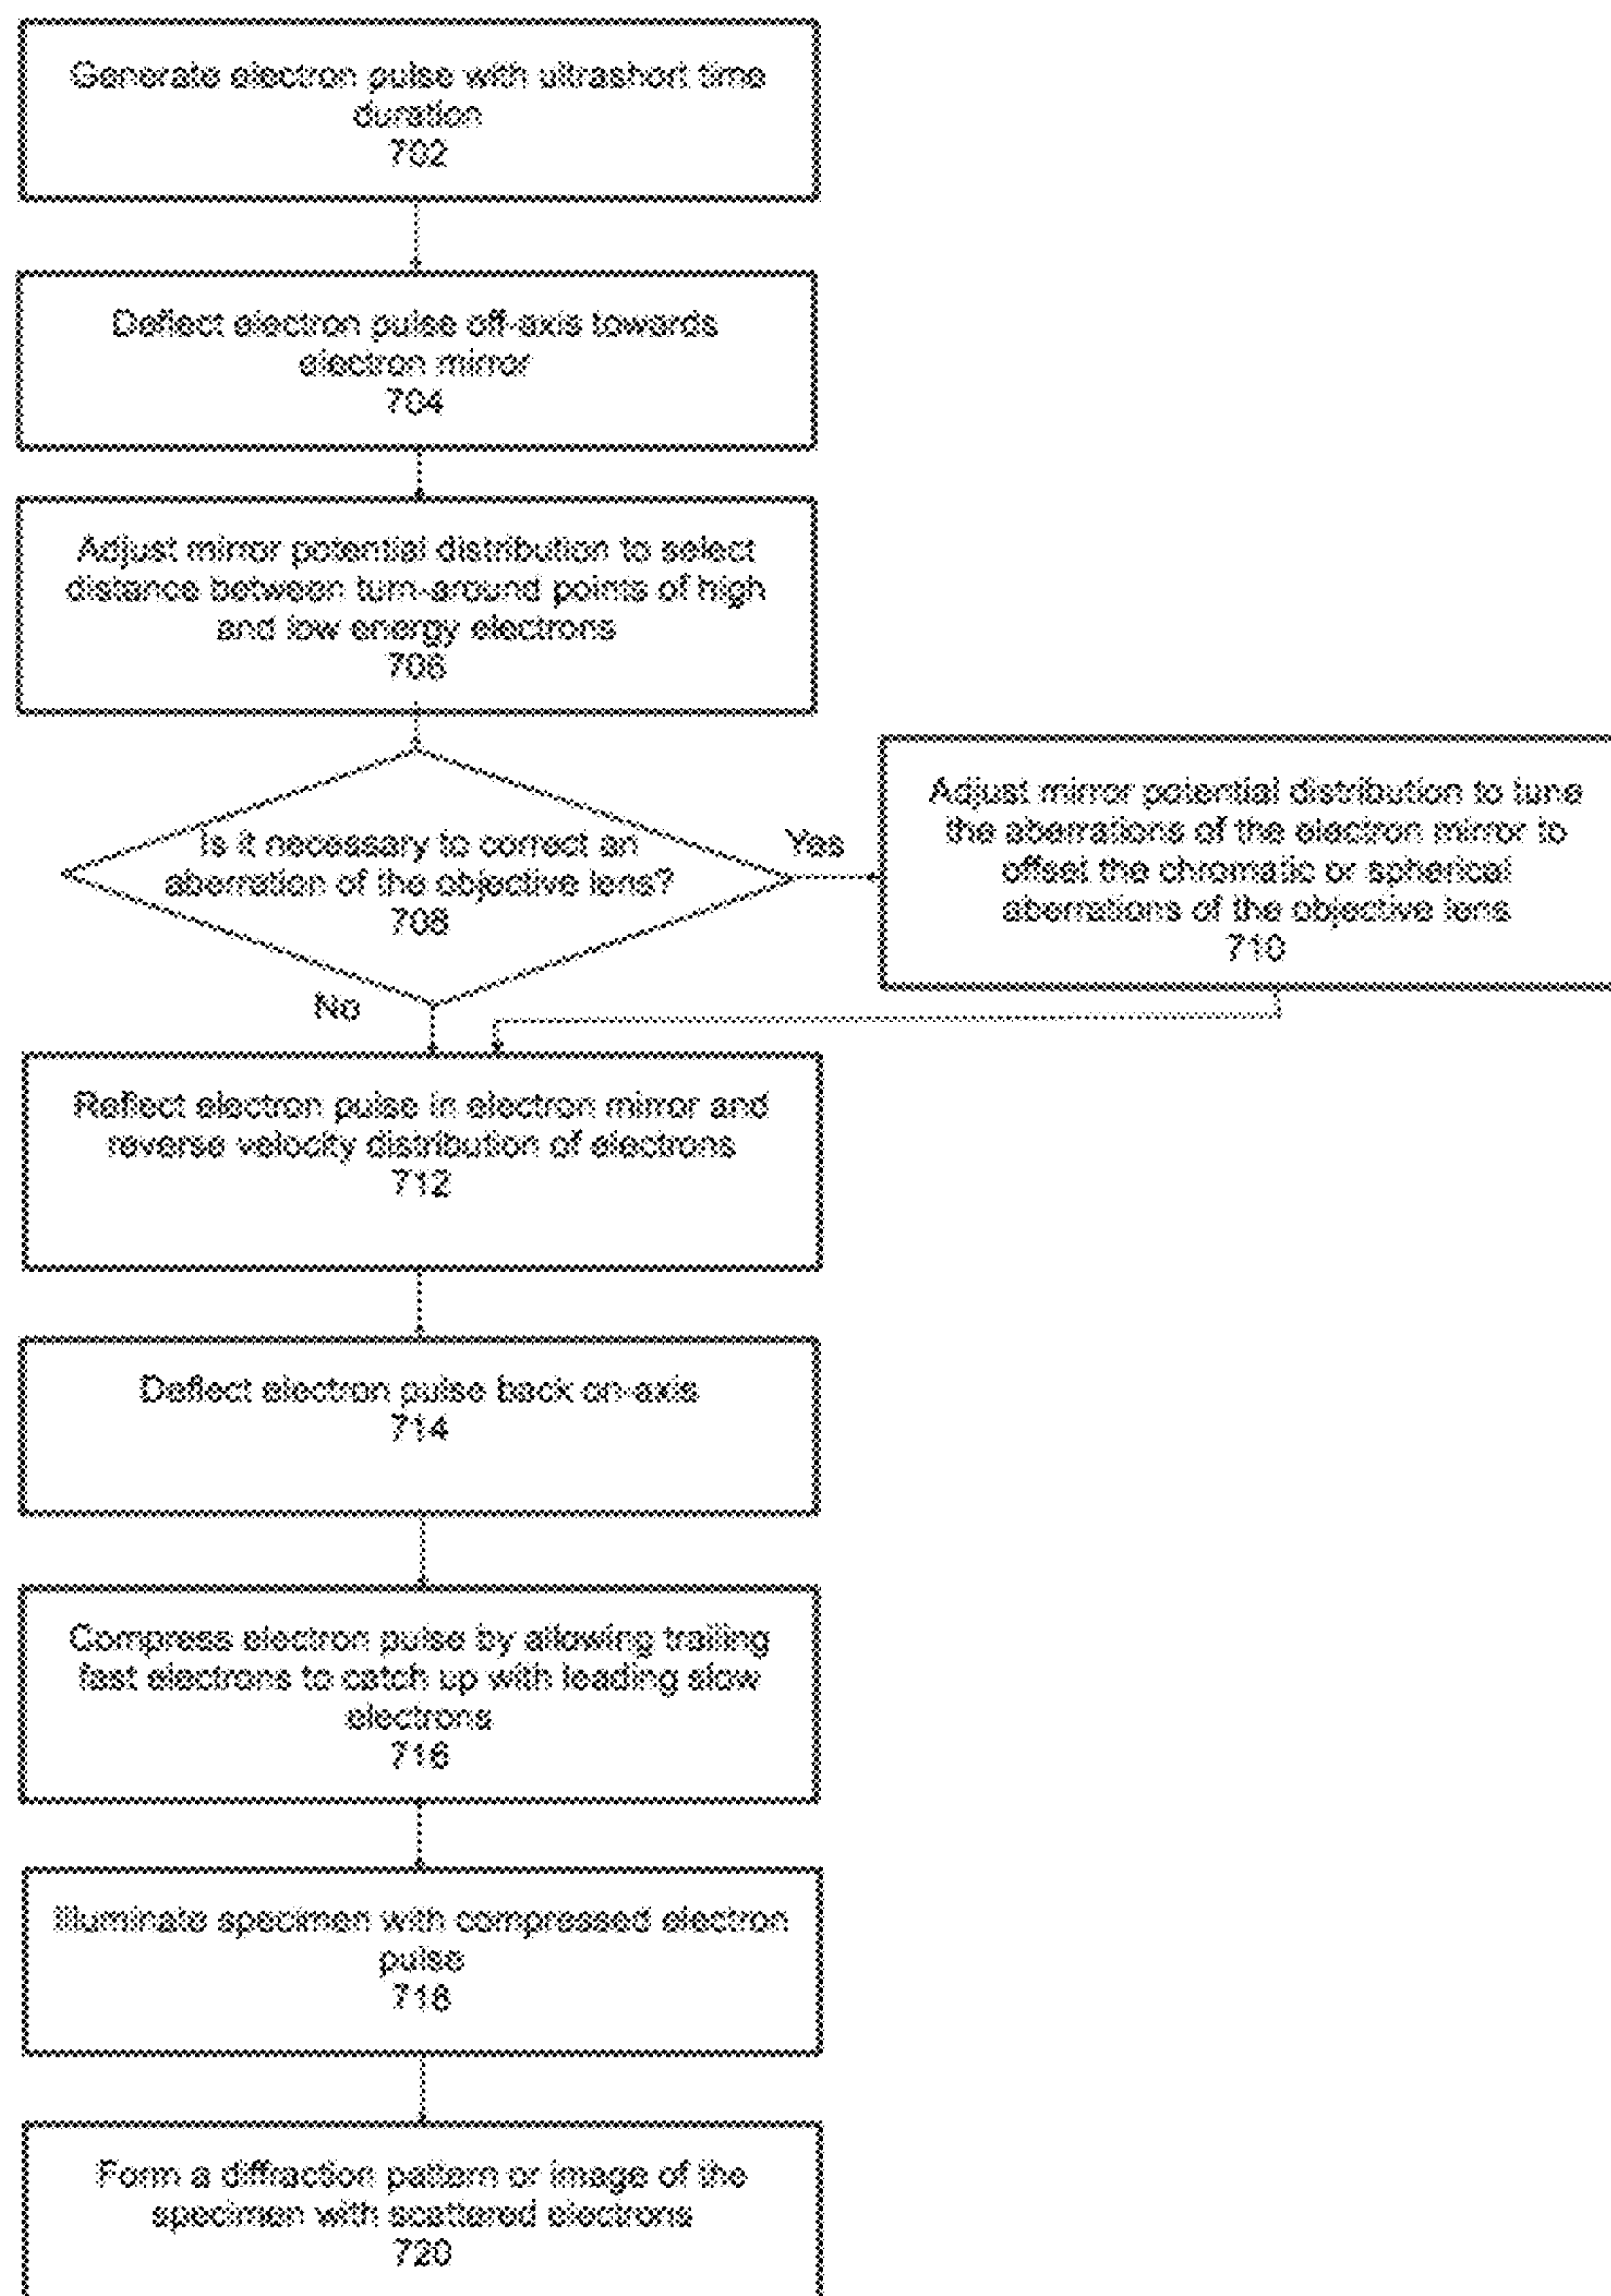 Generate electron pulse with ultrashort time
duration
702
Deflect electron pulse off-axis towards
electron mirror
704
Adjust mirror potential distribution to select
distance between turn-around points of high
and low energy electrons
706
Is it necessary to correct an
aberration of the objective lens?
708
Yes
Adjust mirror potential distribution to tune
the aberrations of the electron mirror to
offset the chromatic or spherical
aberrations of the objective lens
710
No
Reflect electron pulse in electron mirror and
reverse velocity distribution of electrons
712
Deflect electron pulse back on-axis
714
Compress electron pulse by allowing trailing
fast electrons to catch up with leading slow
electrons
716
Illuminate specimen with compressed electron
pulse
718
Form a diffraction pattern or image of the
specimen with scattered electrons
720